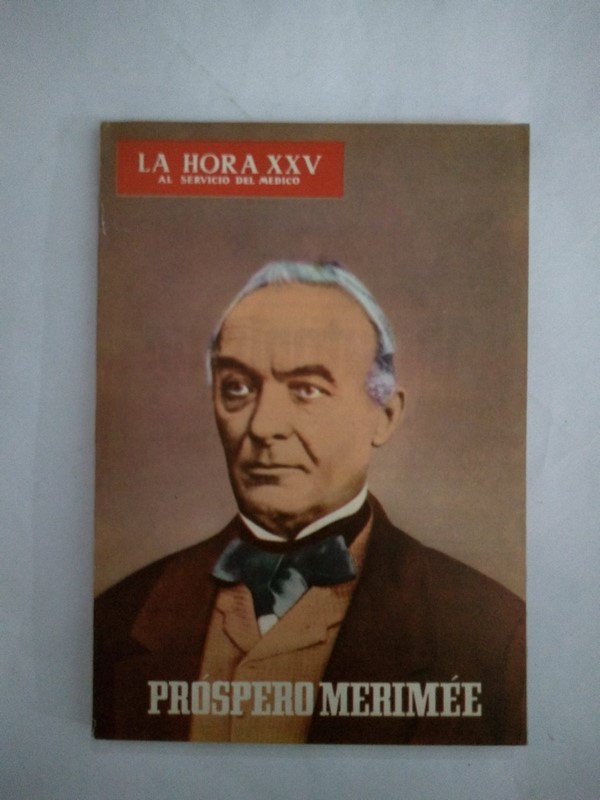 LA HORA XXV
AL SERVICIO DEL MEDICO
PRÓSPERO MERIMÉE